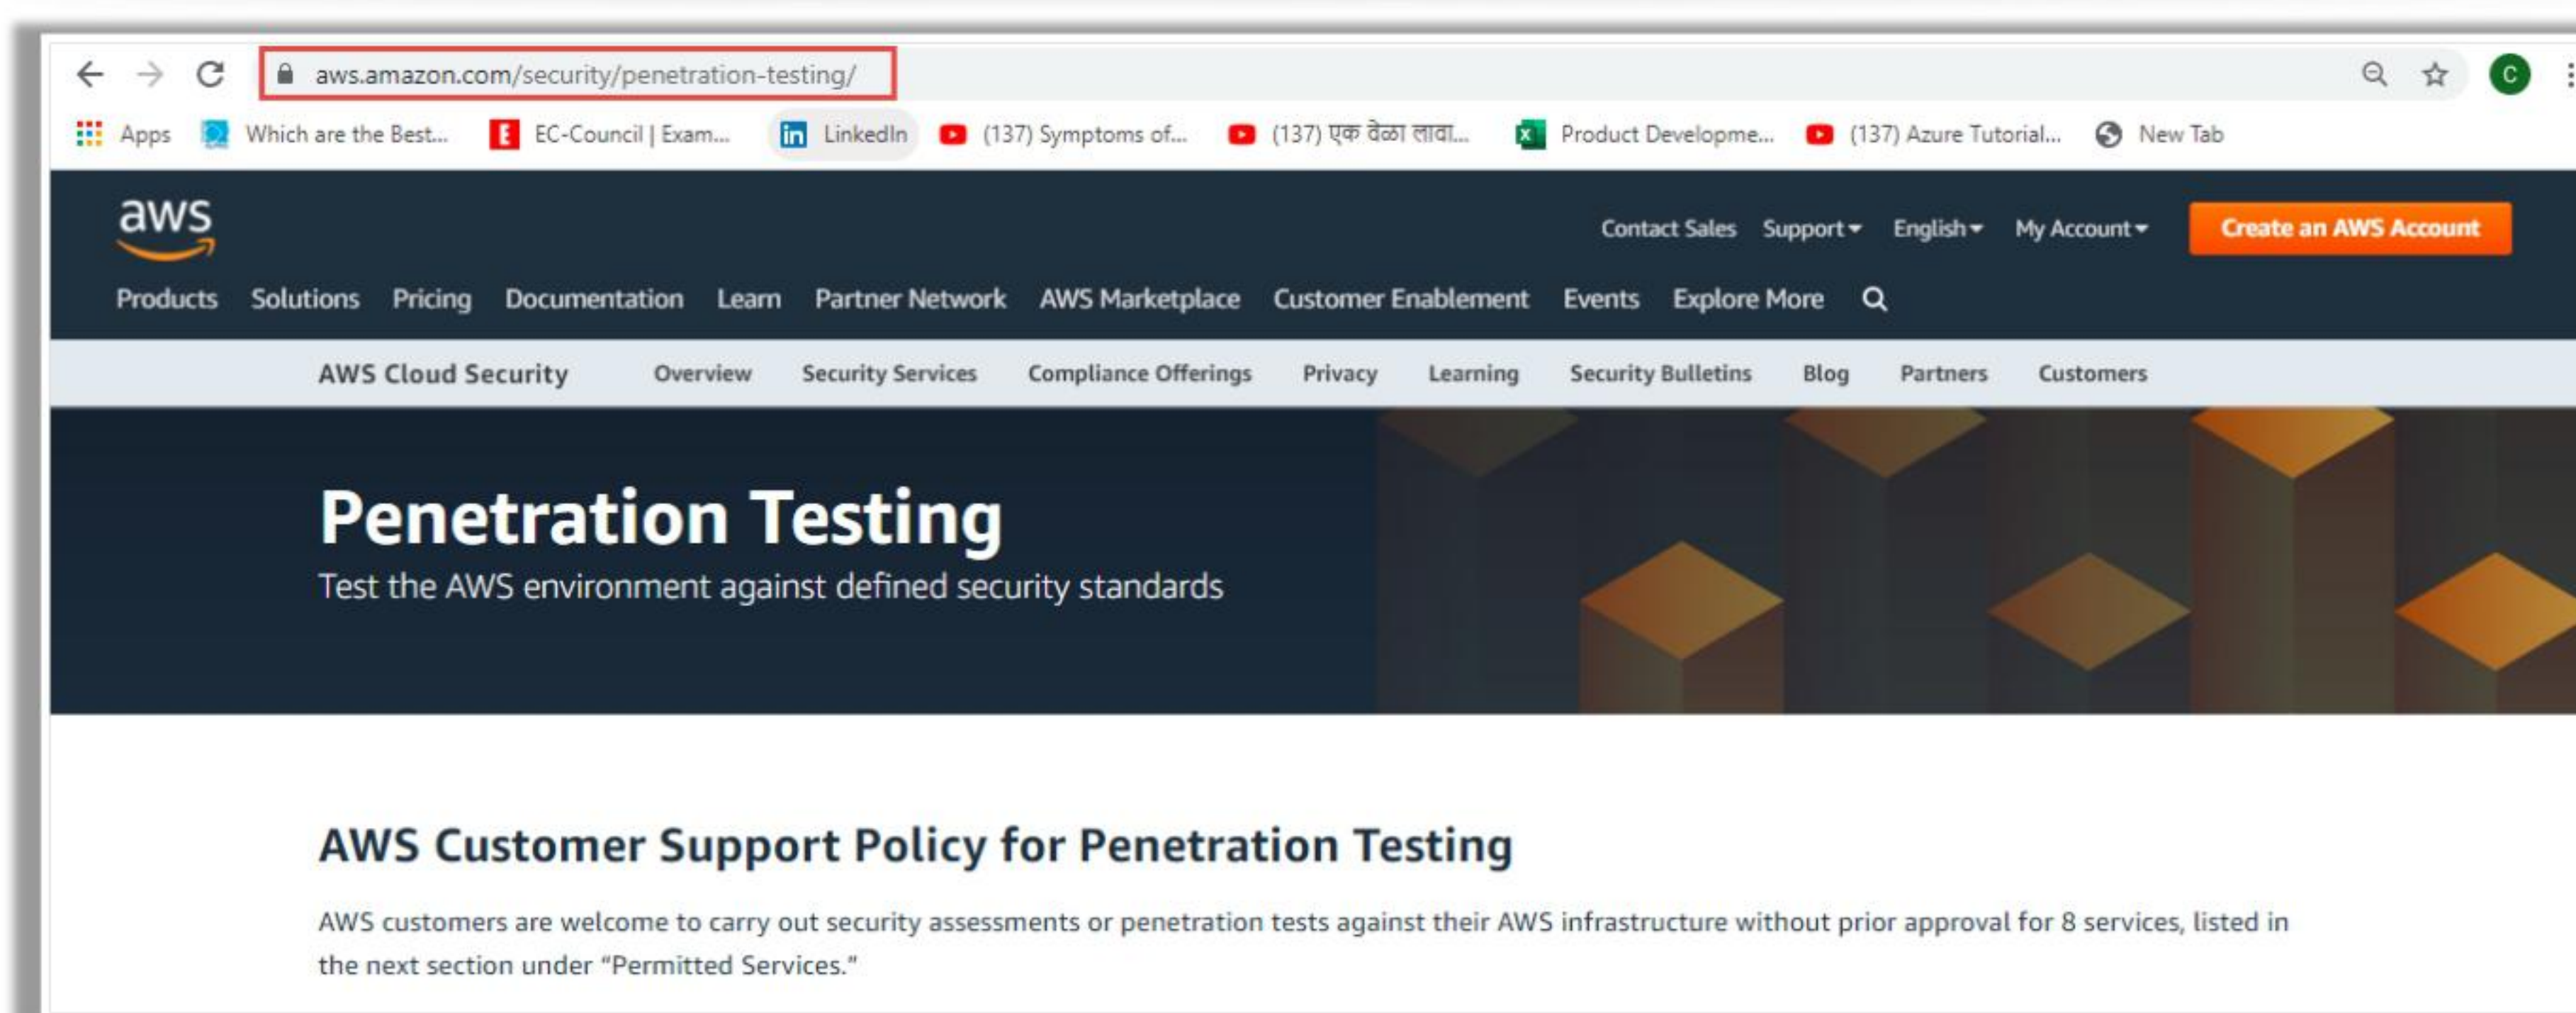 aws.amazon.com/security/penetration-testing/
C
Apps Which are the Best... EC-Council | Exam... in LinkedIn (137) Symptoms of... (137) एक वेळा लावा... Product Developme... (137) Azure Tutorial... New Tab
aws
Contact Sales Support English My Account Create an AWS Account
Products Solutions Pricing Documentation Learn Partner Network AWS Marketplace Customer Enablement Events Explore More
AWS Cloud Security Overview Security Services Compliance Offerings Privacy Learning Security Bulletins Blog Partners Customers
Penetration Testing
Test the AWS environment against defined security standards
AWS Customer Support Policy for Penetration Testing
AWS customers are welcome to carry out security assessments or penetration tests against their AWS infrastructure without prior approval for 8 services, listed in
the next section under “Permitted Services.”